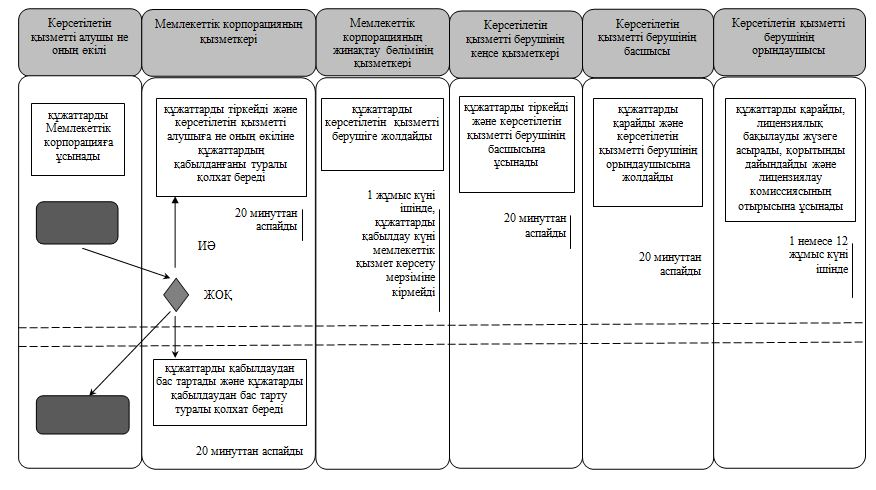 Көрсетілетін
қызметті алушы не
оның өкілі
Мемлекеттік корпорацияның
қызметкері
Мемлекеттік
корпорацияның
жинақтау бөлімінің
қызметкері
Көрсетілетін
қызметті берушінің
кеңсе қызметкері
Көрсетілетін
қызметті берушінің
басшысы
Көрсетілетін қызметті
берушінің
орындаушысы
құжаттарды
Мемлекеттік
корпорацияға
ұсынады
құжаттарды тіркейді және
көрсетілетін қызметті
алушыға не оның өкіліне
құжаттардың
қабылданғаны туралы
қолхат береді
20 минуттан
аспайды
ИӘ
ЖОҚ
құжаттарды қабылдаудан
бас тартады және құжатарды
қабылдаудан бас тарту
туралы қолхат береді
20 минуттан аспайды
құжаттарды
көрсетілетін қызметті
берушіге жолдайды
1 жұмыс күні
ішінде,
құжаттарды
қабылдау күні
мемлекеттік
қызмет көрсету
мерзіміне
кірмейді
құжаттарды тіркейді
және көрсетілетін
қызметті берушінің
басшысына
ұсынады
20 минуттан
аспайды
құжаттарды
қарайды және
көрсетілетін
қызметті берушінің
орындаушысына
жолдайды
20 минуттан
аспайды
құжаттарды қарайды,
лицензиялық
бақылауды жүзеге
асырады, қорытынды
дайындайды және
лицензиялау
комиссиясының
отырысына ұсынады
1 немесе 12
жұмыс күні
ішінде